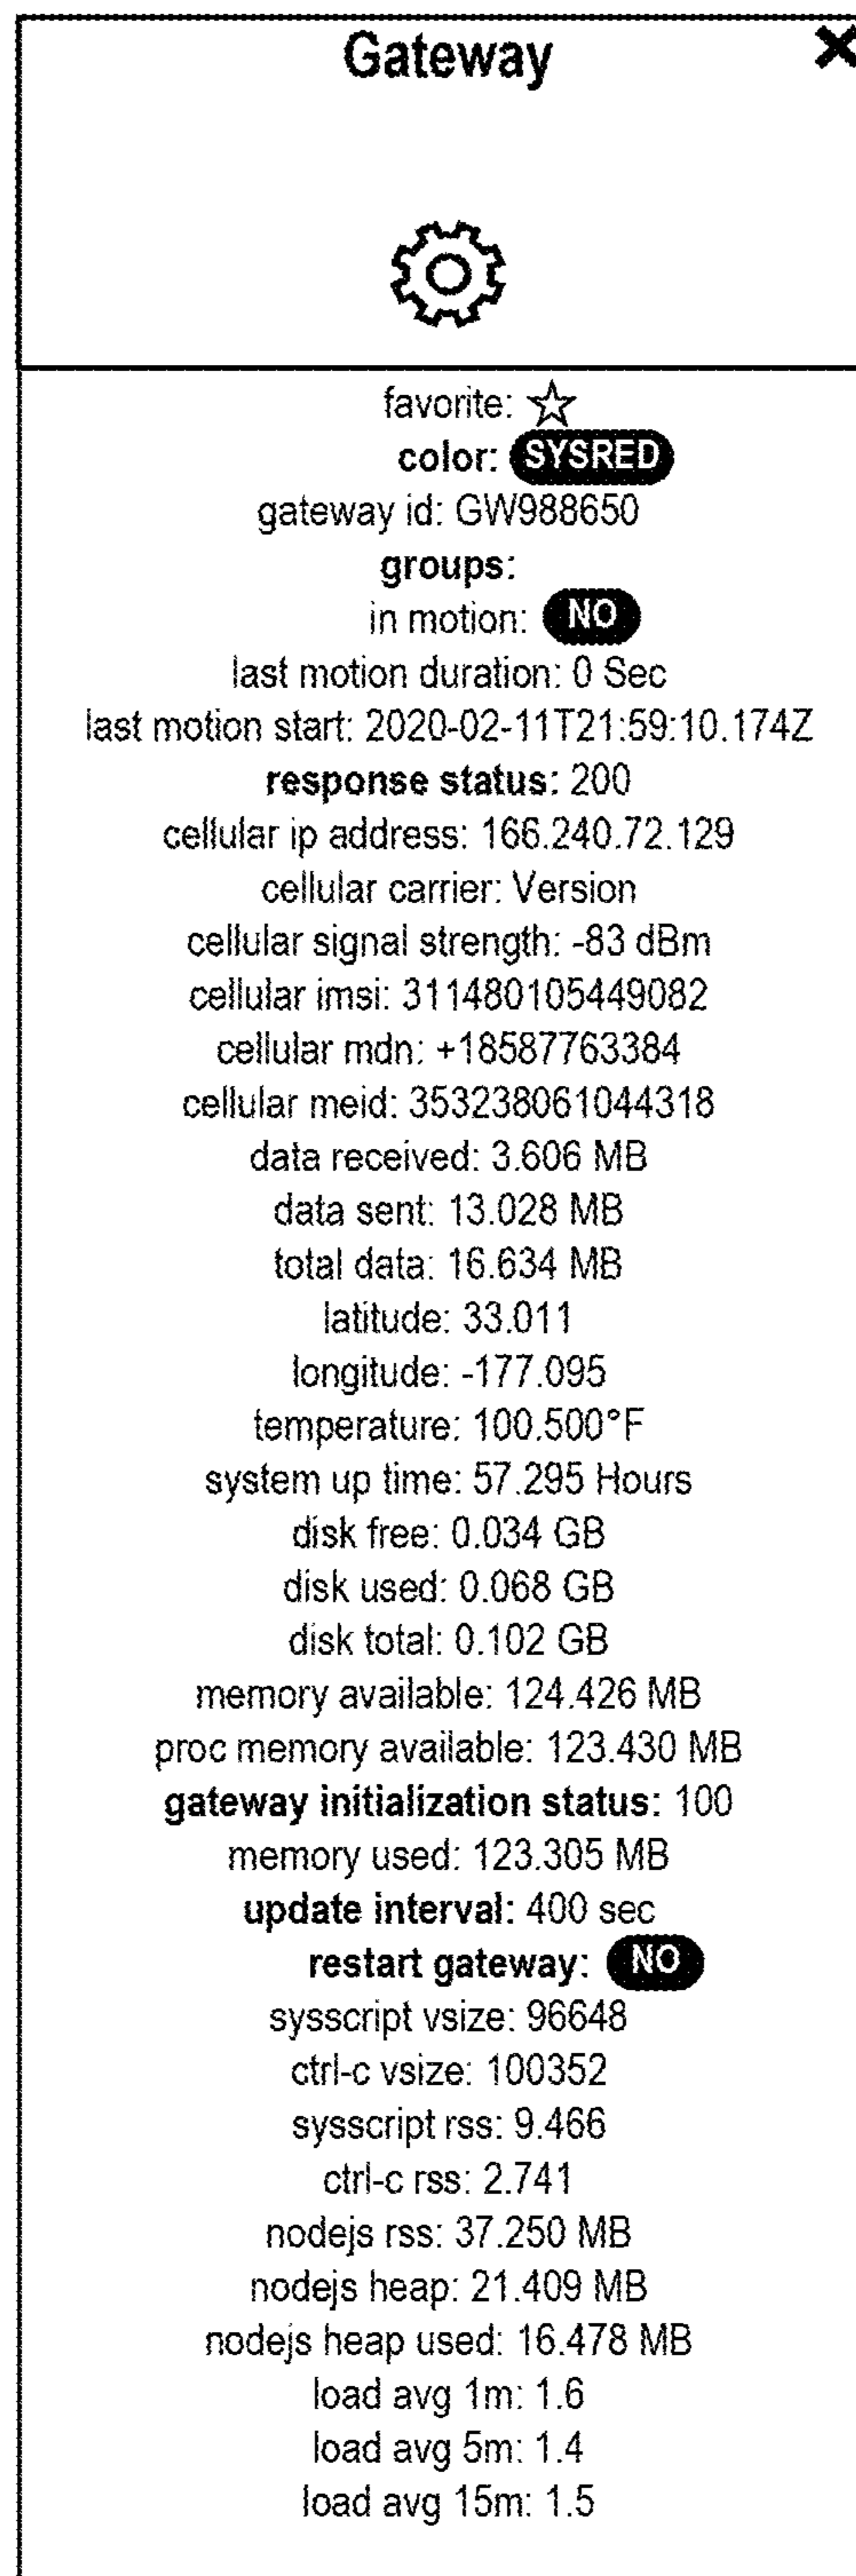 Gateway
favorite:
color: SYSRED
gateway id: GW988650
groups:
in motion: NO
last motion duration: 0 Sec
last motion start: 2020-02-11T21:59:10.174Z
response status: 200
cellular ip address: 166.240.72.129
cellular carrier: Version
cellular signal strength: -83 dBm
cellular imsi: 311480105449082
cellular mdn: +18587763384
cellular meid: 353238061044318
data received: 3.606 MB
data sent: 13.028 MB
total data: 16.634 MB
latitude: 33.011
longitude: -177.095
temperature: 100.500°F
system up time: 57.295 Hours
disk free: 0.034 GB
disk used: 0.068 GB
disk total: 0.102 GB
memory available: 124.426 MB
proc memory available: 123.430 MB
gateway initialization status: 100
memory used: 123.305 MB
update interval: 400 sec
restart gateway: NO
sysscript vsize: 96648
ctrl-c vsize: 100352
sysscript rss: 9.466
ctrl-c rss: 2.741
nodejs rss: 37.250 MB
nodejs heap: 21.409 MB
nodejs heap used: 16.478 MB
load avg 1m: 1.6
load avg 5m: 1.4
load avg 15m: 1.5